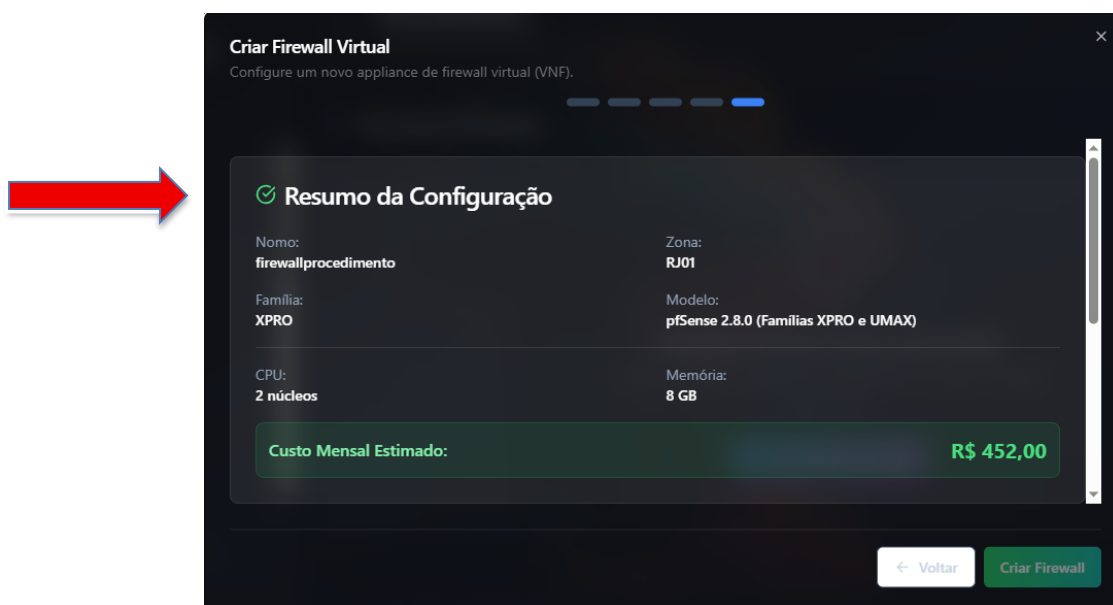 Criar Firewall Virtual
Configure um novo appliance de firewall virtual (VNF).
Resumo da Configuração
Nomo:
firewallprocedimento
Zona:
RJ01
Família:
XPRO
Modelo:
pfSense 2.8.0 (Famílias XPRO e UMAX)
CPU:
2 núcleos
Memória:
8 GB
Custo Mensal Estimado:
R$ 452,00
← Voltar
Criar Firewall